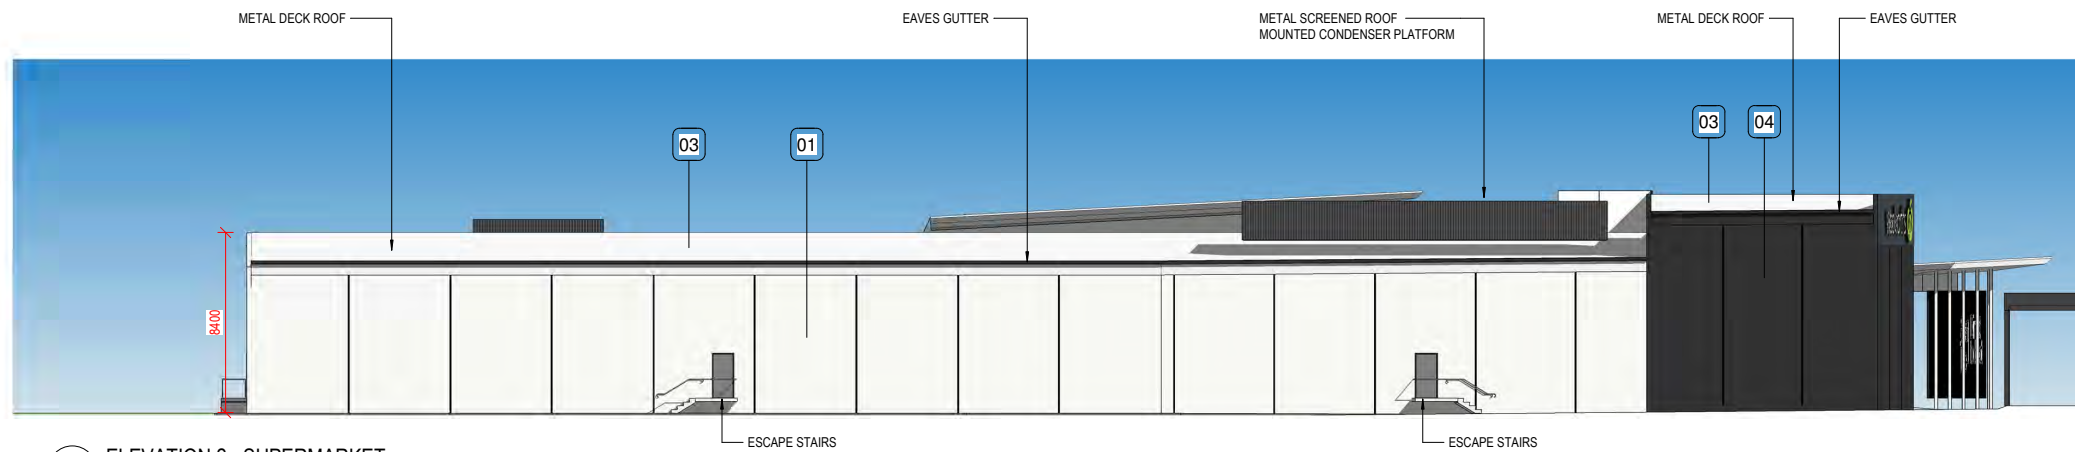 METAL DECK ROOF
EAVES GUTTER
METAL SCREENED ROOF
MOUNTED CONDENSER PLATFORM
METAL DECK ROOF
EAVES GUTTER
03
01
03
04
8400
ESCAPE STAIRS
ESCAPE STAIRS
SUPERMARKET